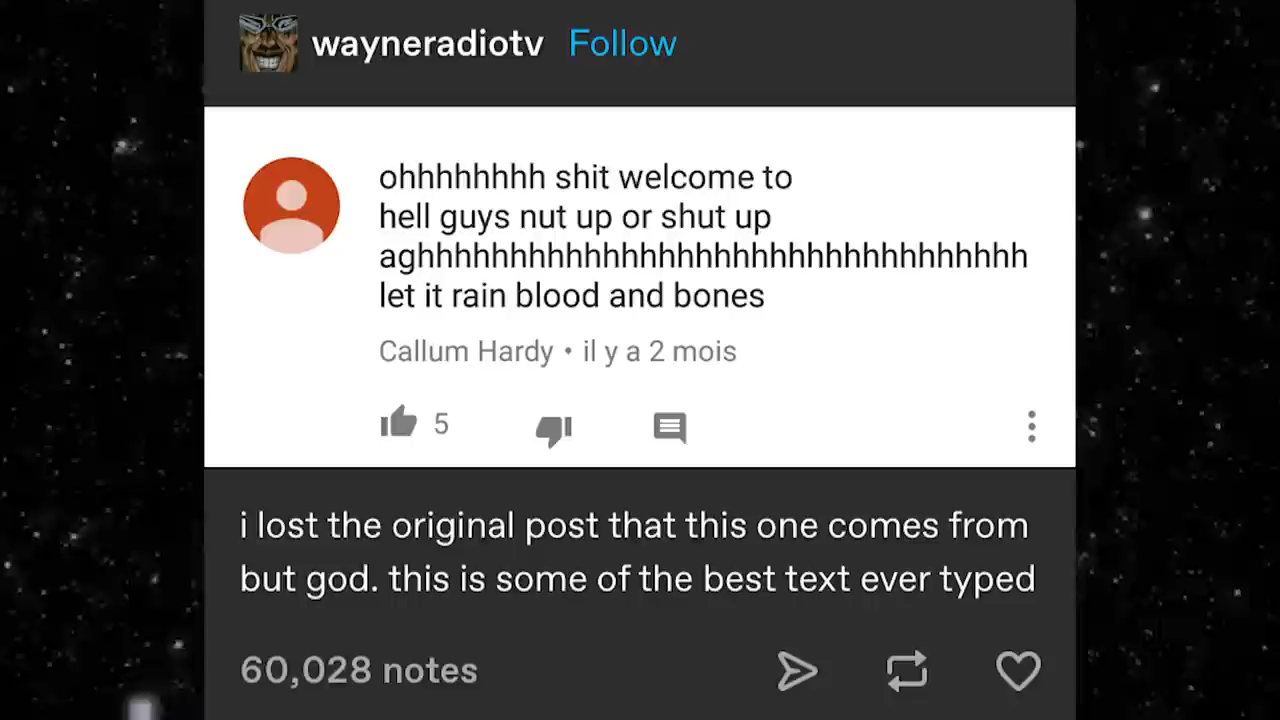 wayneradiotv Follow
ohhhhhhhh shit welcome to
hell guys nut up or shut up
aghhhhhhhhhhhhhhhhhhhhhhhhhhhhhhhhh
let it rain blood and bones
Callum Hardy • il y a 2 mois
5
i lost the original post that this one comes from
but god. this is some of the best text ever typed
60,028 notes